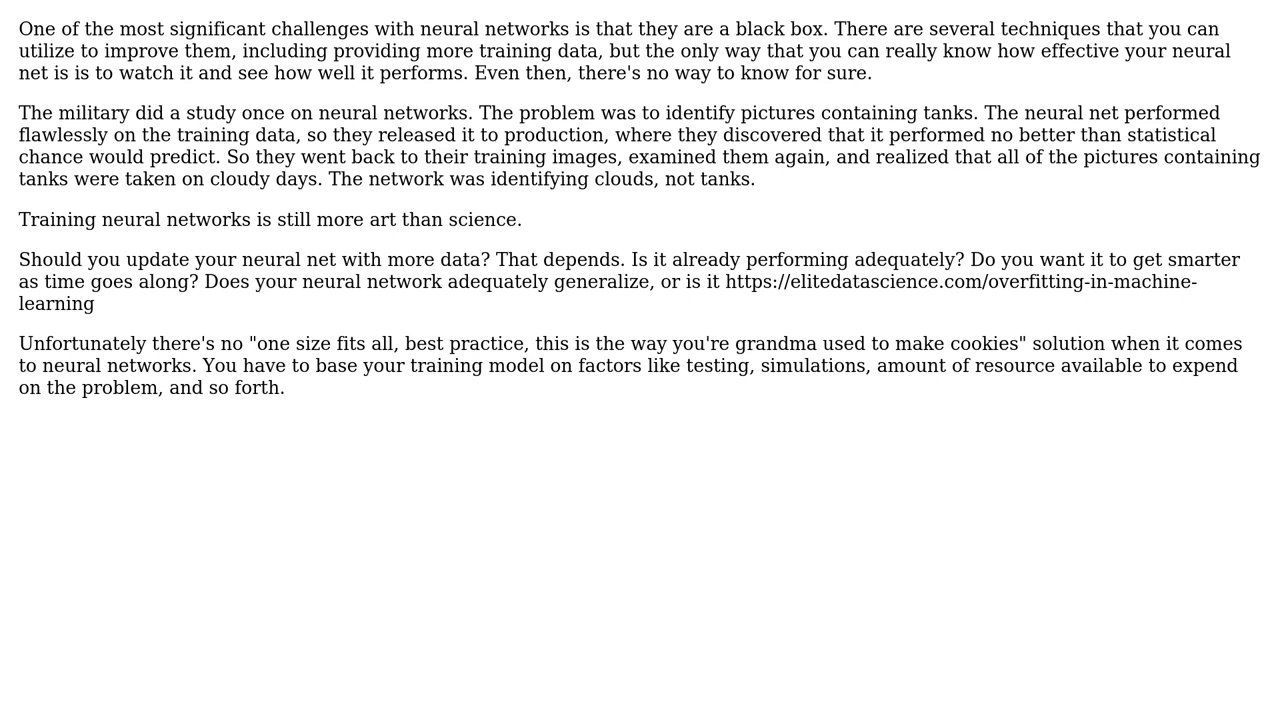 One of the most significant challenges with neural networks is that they are a black box. There are several techniques that you can
utilize to improve them, including providing more training data, but the only way that you can really know how effective your neural
net is is to watch it and see how well it performs. Even then, there's no way to know for sure.
The military did a study once on neural networks. The problem was to identify pictures containing tanks. The neural net performed
flawlessly on the training data, so they released it to production, where they discovered that it performed no better than statistical
chance would predict. So they went back to their training images, examined them again, and realized that all of the pictures containing
tanks were taken on cloudy days. The network was identifying clouds, not tanks.
Training neural networks is still more art than science.
Should you update your neural net with more data? That depends. Is it already performing adequately? Do you want it to get smarter
as time goes along? Does your neural network adequately generalize, or is it https://elitedatascience.com/overfitting-in-machine-
learning
Unfortunately there's no "one size fits all, best practice, this is the way you're grandma used to make cookies" solution when it comes
to neural networks. You have to base your training model on factors like testing, simulations, amount of resource available to expend
on the problem, and so forth.